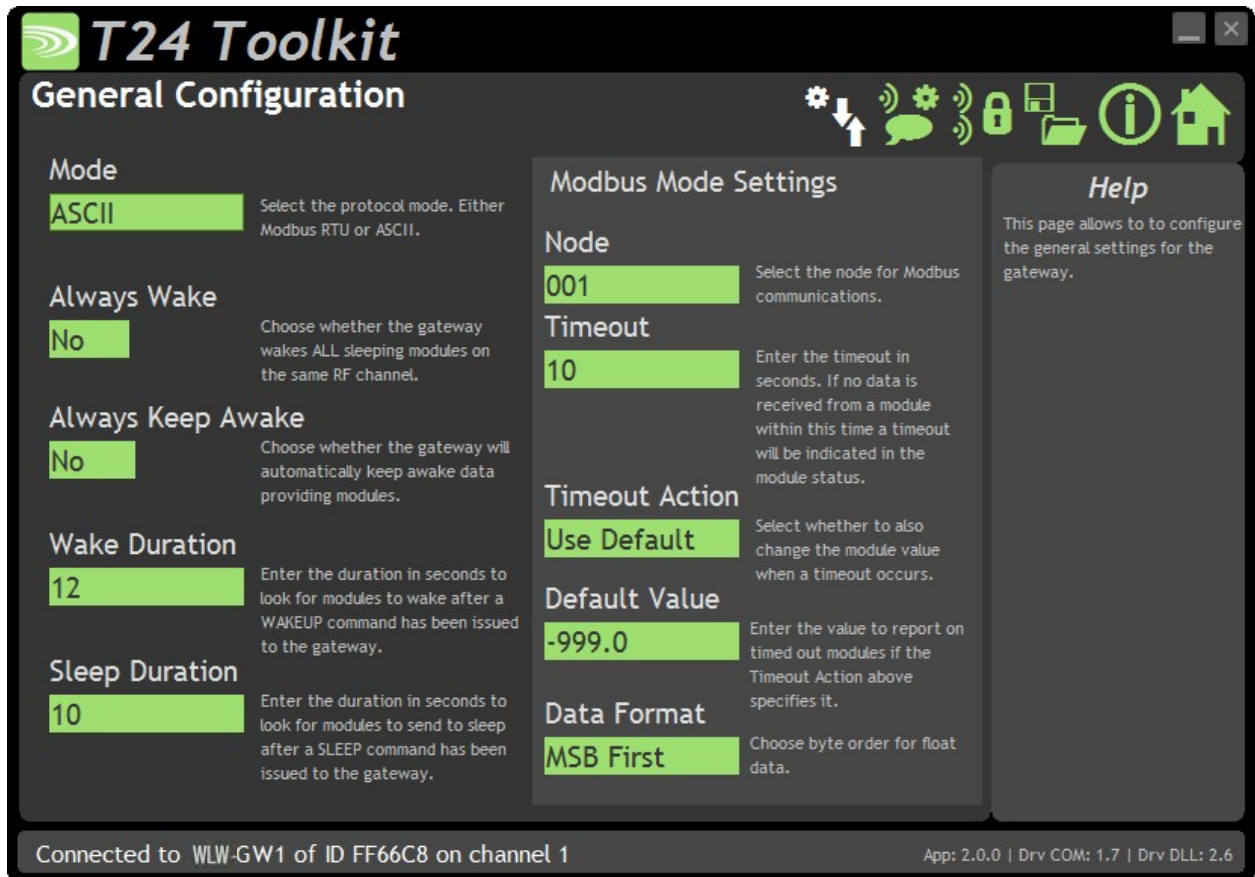 T24 Toolkit
General Configuration
Mode
ASCII
Select the protocol mode. Either
Modbus RTU or ASCII.
Always Wake
No
Choose whether the gateway
wakes ALL sleeping modules on
the same RF channel.
Always Keep Awake
No
Choose whether the gateway will
automatically keep awake data
providing modules.
Wake Duration
12
Enter the duration in seconds to
look for modules to wake after a
WAKEUP command has been issued
to the gateway.
Sleep Duration
10
Enter the duration in seconds to
look for modules to send to sleep
after a SLEEP command has been
issued to the gateway.
Modbus Mode Settings
Node
001
Select the node for Modbus
communications.
Timeout
10
Enter the timeout in
seconds. If no data is
received from a module
within this time a timeout
will be indicated in the
module status.
Timeout Action
Use Default
Select whether to also
change the module value
when a timeout occurs.
Default Value
-999.0
Enter the value to report on
timed out modules if the
Timeout Action above
specifies it.
Data Format
MSB First
Choose byte order for float
data.
Help
This page allows to to configure
the general settings for the
gateway.
Connected to WLW-GW1 of ID FF66C8 on channel 1
App: 2.0.0 | Drv COM: 1.7 | Drv DLL: 2.6